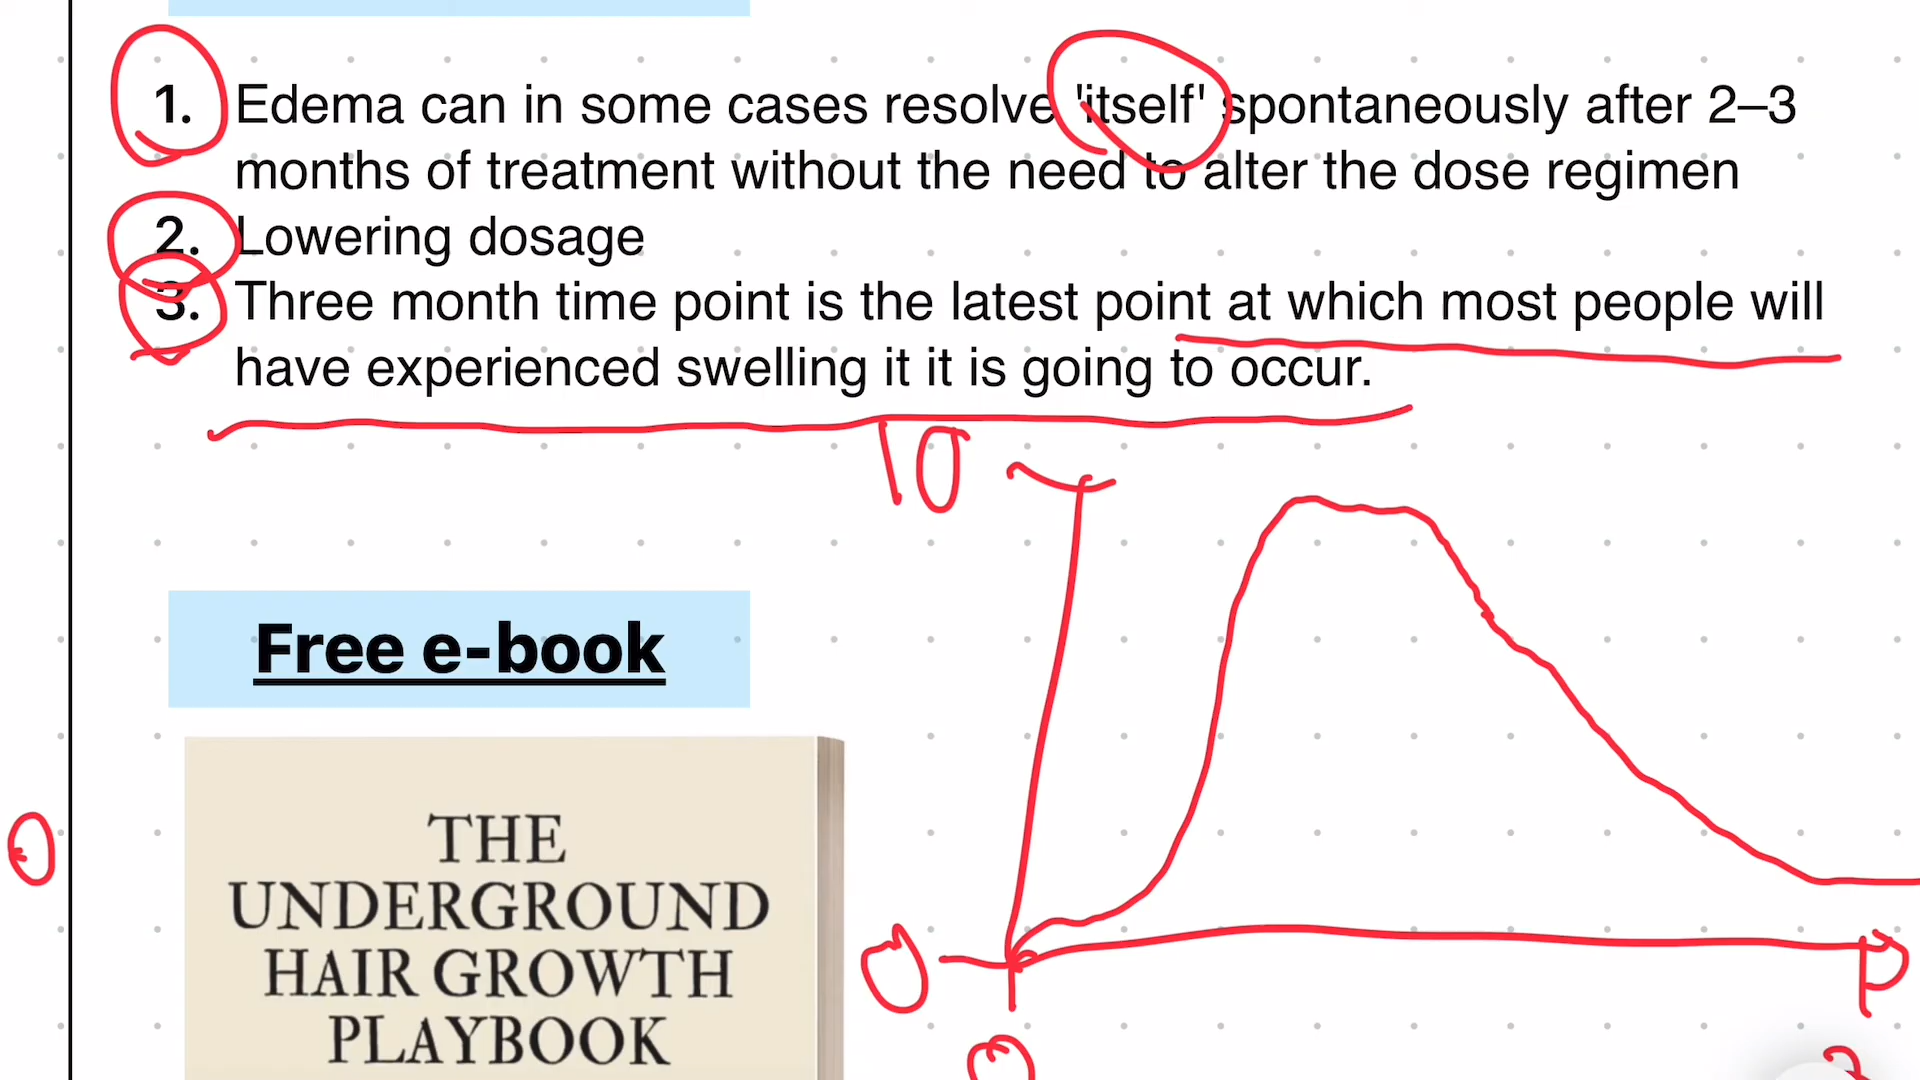 1. Edema can in some cases resolve 'itself' spontaneously after 2–3
months of treatment without the need to alter the dose regimen
2. Lowering dosage
3. Three month time point is the latest point at which most people will
have experienced swelling it it is going to occur.
10
Free e-book
THE
UNDERGROUND
HAIR GROWTH
PLAYBOOK
0
0